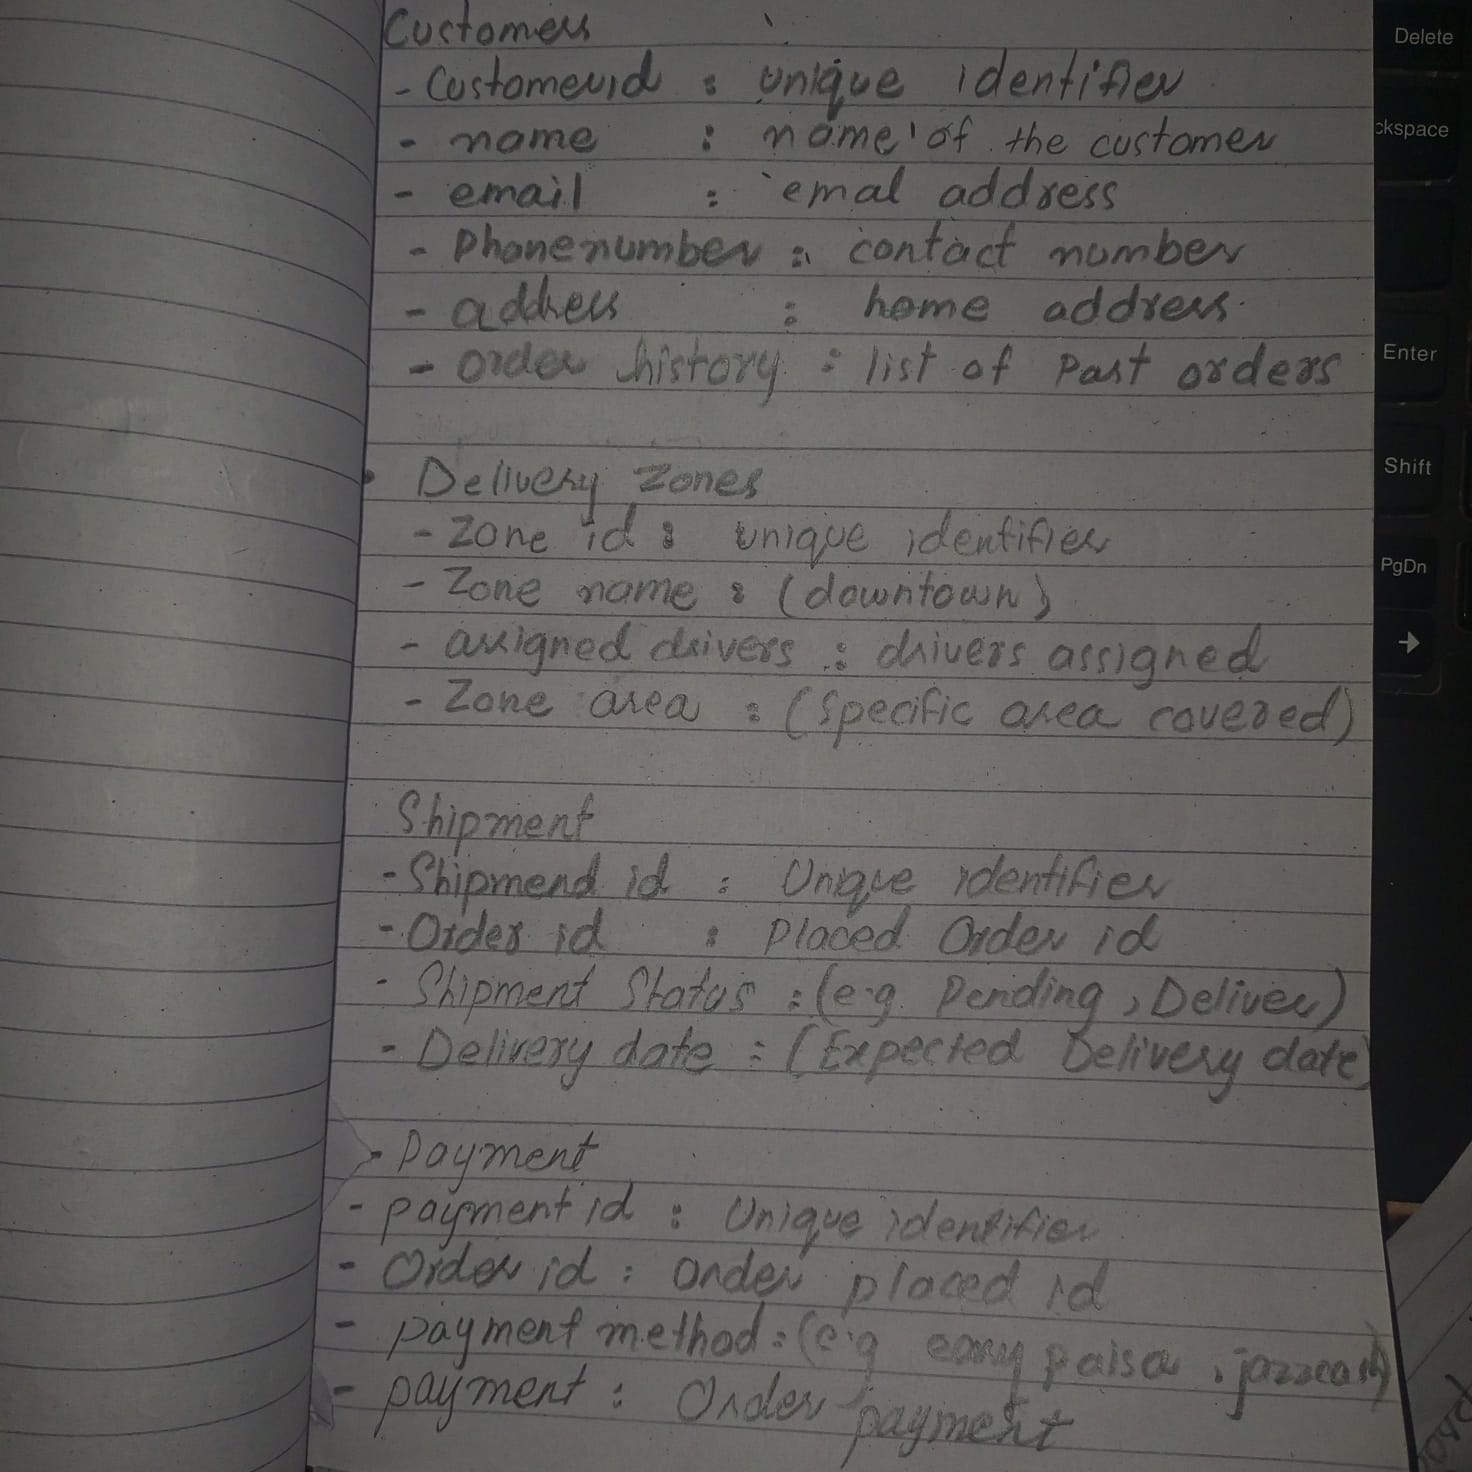 Customers
- Customerid : unique identifier
- name : name of the customer
- email : emal address
- Phonenumber : contact number
- address : home address.
- order history : list of Past orders
• Delivery Zones
- Zone id : unique identifier
- Zone name : (downtown)
- assigned drivers : drivers assigned
- Zone area : (Specific area covered)
Shipment
- Shipmend id : Unique identifier
- Order id : Placed Order id
- Shipment Status : (e.g. Pending , Deliver)
- Delivery date : (Expected Delivery date)
- Payment
- payment id : Unique identifier
- Order id : Order placed id
- payment method : (e.g easy paisa , jazzcash)
- payment : Order payment
Delete
ckspace
Enter
Shift
PgDn
→